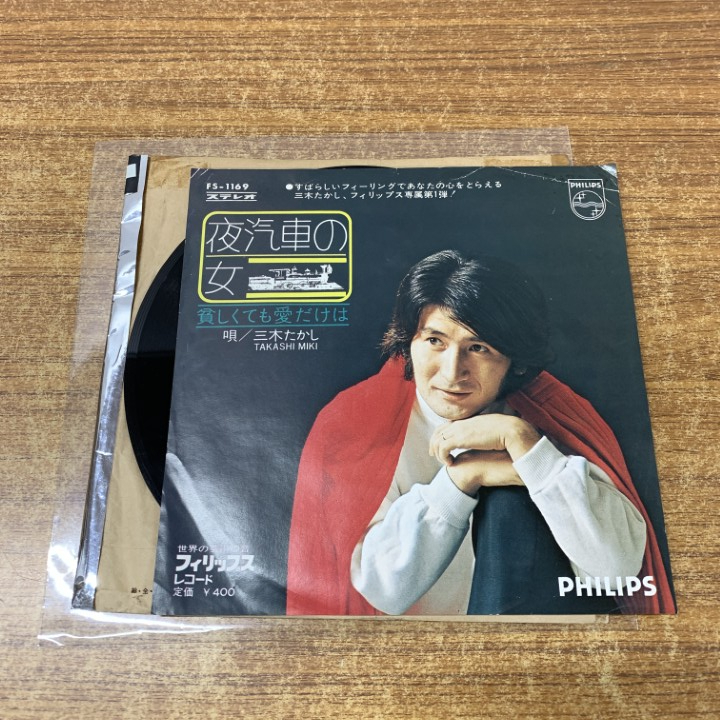 FS-1169
ステレオ
●すばらしいフィーリングであなたの心をとらえる
三木たかし、フィリップス専属第1弾!
PHILIPS
夜汽車の
女
貧しくても愛だけは
唄/三木たかし
TAKASHI MIKI
世界の
フィリップス
レコード
定価 ¥400
PHILIPS